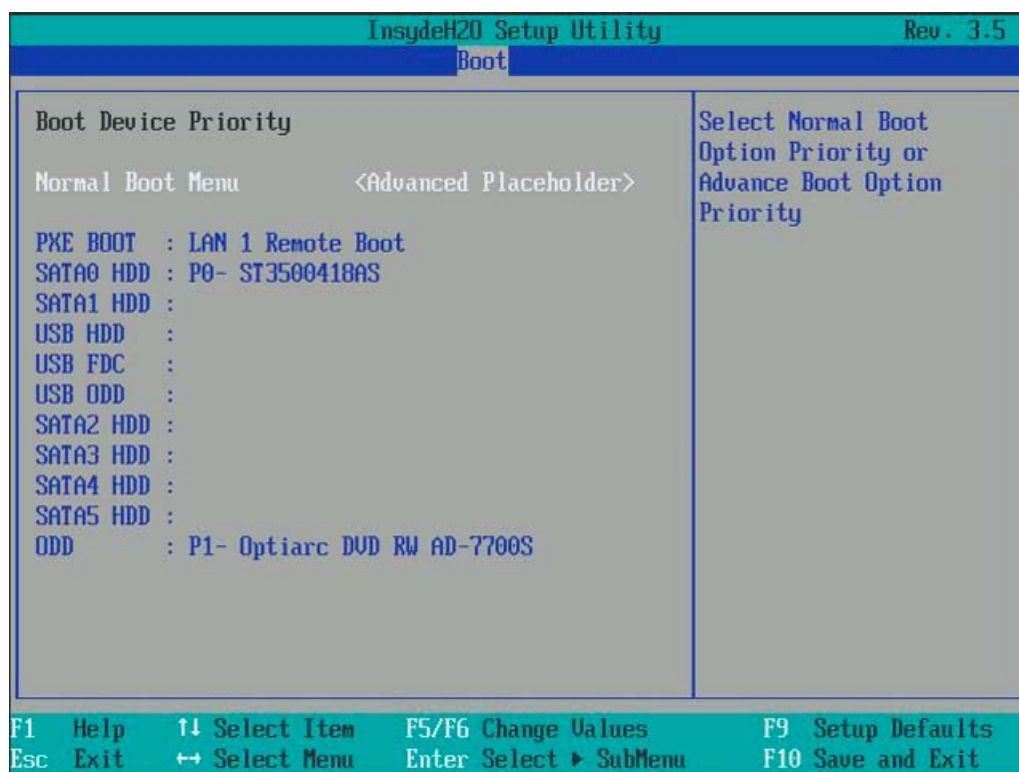 InsydeH20 Setup Utility Rev. 3.5
Boot
Boot Device Priority
Normal Boot Menu <Advanced Placeholder>
PXE BOOT : LAN 1 Remote Boot
SATA0 HDD : P0- ST3500418AS
SATA1 HDD :
USB HDD :
USB FDC :
USB ODD :
SATA2 HDD :
SATA3 HDD :
SATA4 HDD :
SATA5 HDD :
ODD : P1- Optiarc DVD RW AD-7700S
Select Normal Boot
Option Priority or
Advance Boot Option
Priority
F1 Help ↑↓ Select Item F5/F6 Change Values F9 Setup Defaults
Esc Exit ↔ Select Menu Enter Select ▶ SubMenu F10 Save and Exit